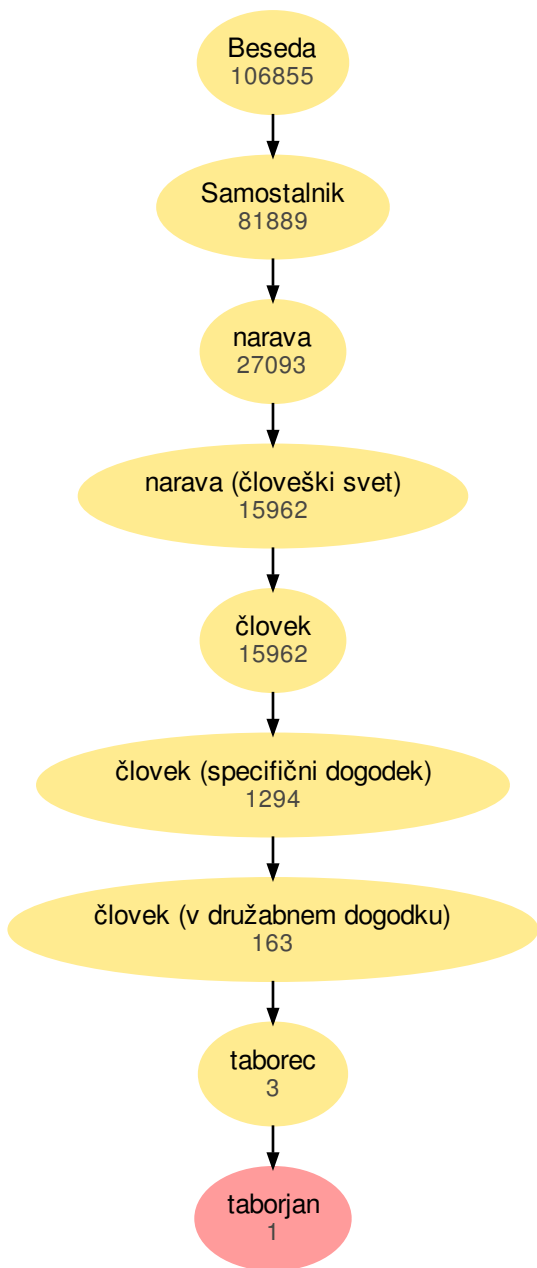 Beseda
106855
Samostalnik
81889
narava
27093
narava (človeški svet)
15962
človek
15962
človek (specifični dogodek)
1294
človek (v družabnem dogodku)
163
taborec
3
taborjan
1